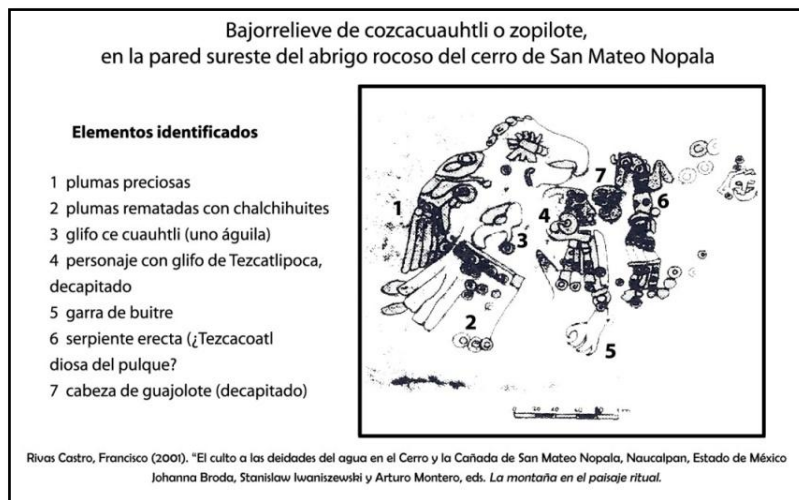 Bajorrelieve de cozcacuauhtli o zopilote,
en la pared sureste del abrigo rocoso del cerro de San Mateo Nopala
Elementos identificados
1 plumas preciosas
2 plumas rematadas con chalchihuites
3 glifo ce cuauhtli (uno águila)
4 personaje con glifo de Tezcatlipoca,
decapitado
5 garra de buitre
6 serpiente erecta (¿Tezcacoatl
diosa del pulque?
7 cabeza de guajolote (decapitado)
1
2
3
4
5
6
7
0 20 40 60 80
Rivas Castro, Francisco (2001). "El culto a las deidades del agua en el Cerro y la Cañada de San Mateo Nopala, Naucalpan, Estado de México
Johanna Broda, Stanislaw Iwaniszewski y Arturo Montero, eds. La montaña en el paisaje ritual.